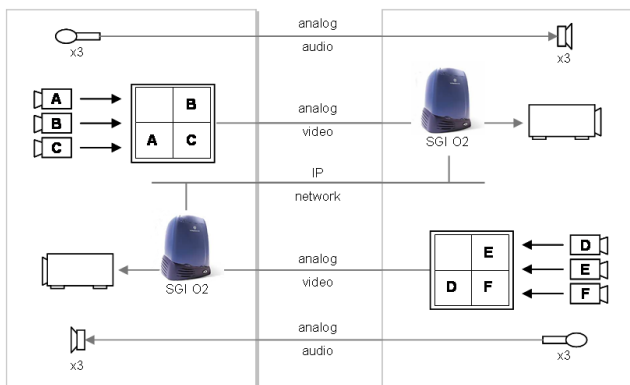 analog
audio
x3
x3
A
B
C
B
A C
analog
video
SGI O2
IP
network
SGI O2
analog
video
E
D F
D
E
F
analog
audio
x3
x3